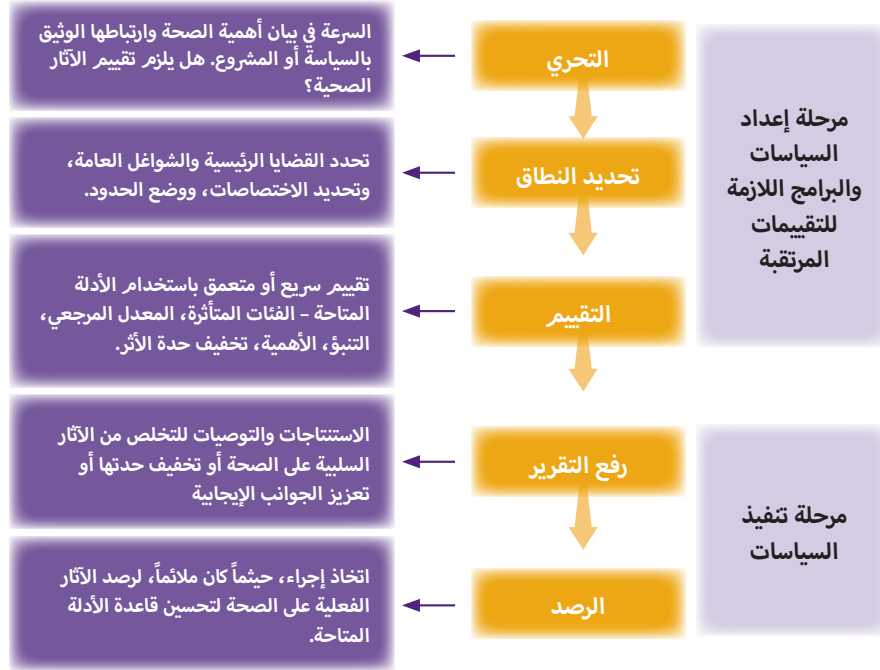 مرحلة إعداد
السياسات
والبرامج اللازمة
للتقييمات
المرتقبة
التحري
السرعة في بيان أهمية الصحة وارتباطها الوثيق
بالسياسة أو المشروع. هل يلزم تقييم الآثار
الصحية؟
تحديد النطاق
تحدد القضايا الرئيسية والشواغل العامة،
وتحديد الاختصاصات، ووضع الحدود.
التقييم
تقييم سريع أو متعمق باستخدام الأدلة
المتاحة – الفئات المتأثرة، المعدل المرجعي،
التنبؤ، الأهمية، تخفيف حدة الأثر.
مرحلة تنفيذ
السياسات
رفع التقرير
الاستنتاجات والتوصيات للتخلص من الآثار
السلبية على الصحة أو تخفيف حدتها أو
تعزيز الجوانب الإيجابية
الرصد
اتخاذ إجراء، حيثماً كان ملائماً، لرصد الآثار
الفعلية على الصحة لتحسين قاعدة الأدلة
المتاحة.